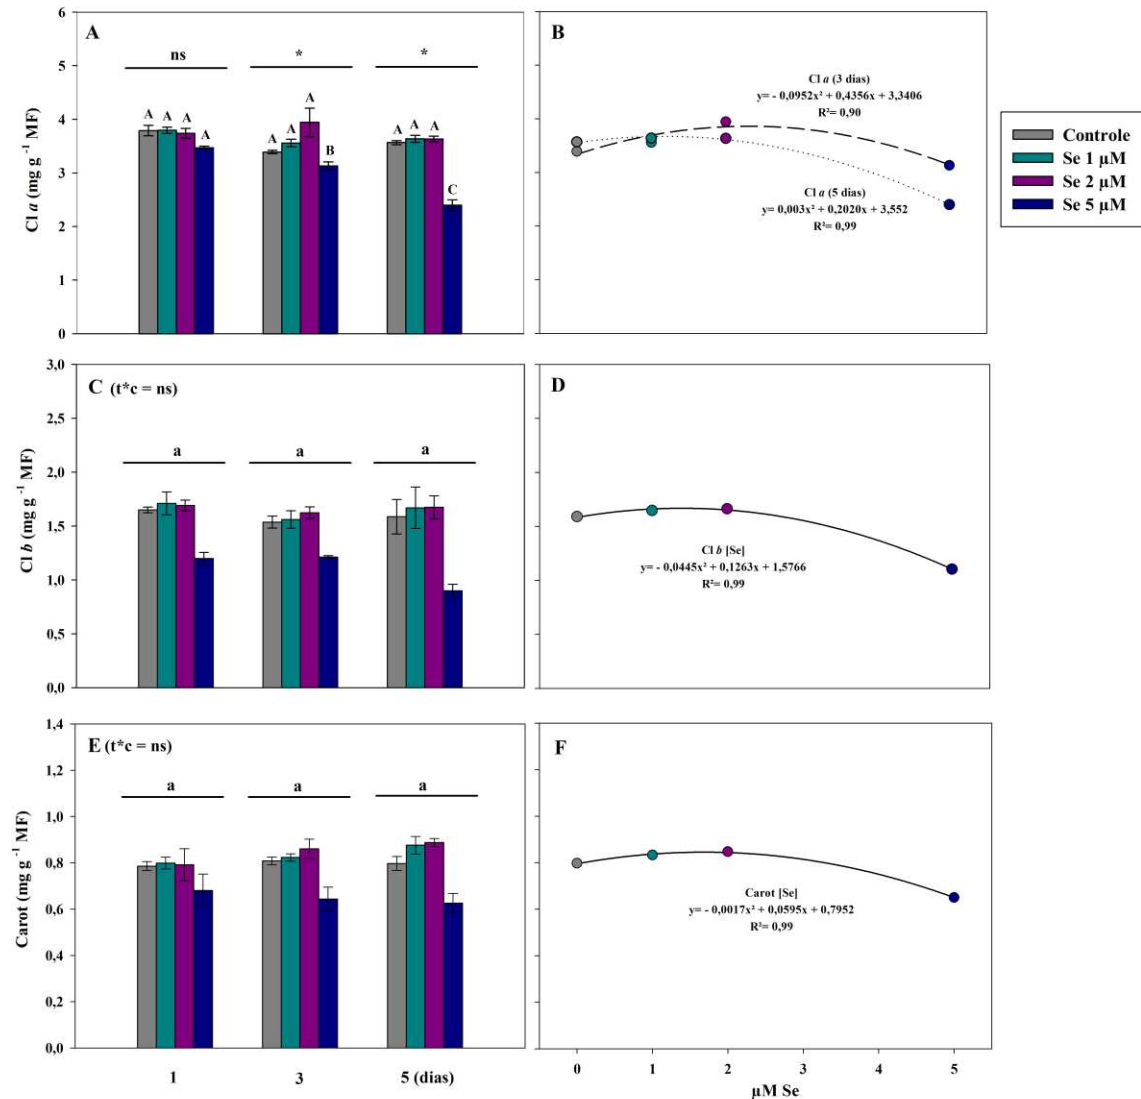 A
ns
*
*
A A A A
A A A B
A A A C
6
5
4
3
2
1
0
Cl a (mg g -1 MF)
B
Cl a (3 dias)
y= - 0,0952x² + 0,4356x + 3,3406
R²= 0,90
Cl a (5 dias)
y= 0,003x² + 0,2020x + 3,552
R²= 0,99
Controle
Se 1 µM
Se 2 µM
Se 5 µM
C (t*c = ns)
a
a
a
3,0
2,5
2,0
1,5
1,0
0,5
0,0
Cl b (mg g -1 MF)
D
Cl b [Se]
y= - 0,0445x² + 0,1263x + 1,5766
R²= 0,99
E (t*c = ns)
a
a
a
1,4
1,2
1,0
0,8
0,6
0,4
0,2
0,0
Carot (mg g -1 MF)
1 3 5 (dias)
F
Carot [Se]
y= - 0,0017x² + 0,0595x + 0,7952
R²= 0,99
0 1 2 3 4 5
µM Se